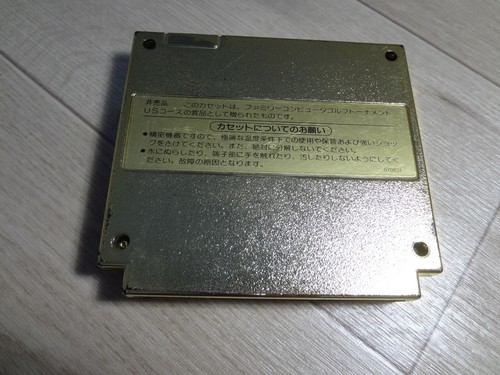 非売品　このカセットは、ファミリーコンピュータゴルフトーナメント
USコースの賞品として贈られたものです。
カセットについてのお願い
●精密機器ですので、極端な温度条件下での使用や保管および強いショッ
クをさけてください。また、絶対に分解しないでください。
●水にぬらしたり、端子部に手を触れたり、汚したりしないようにしてく
ださい。故障の原因となります。